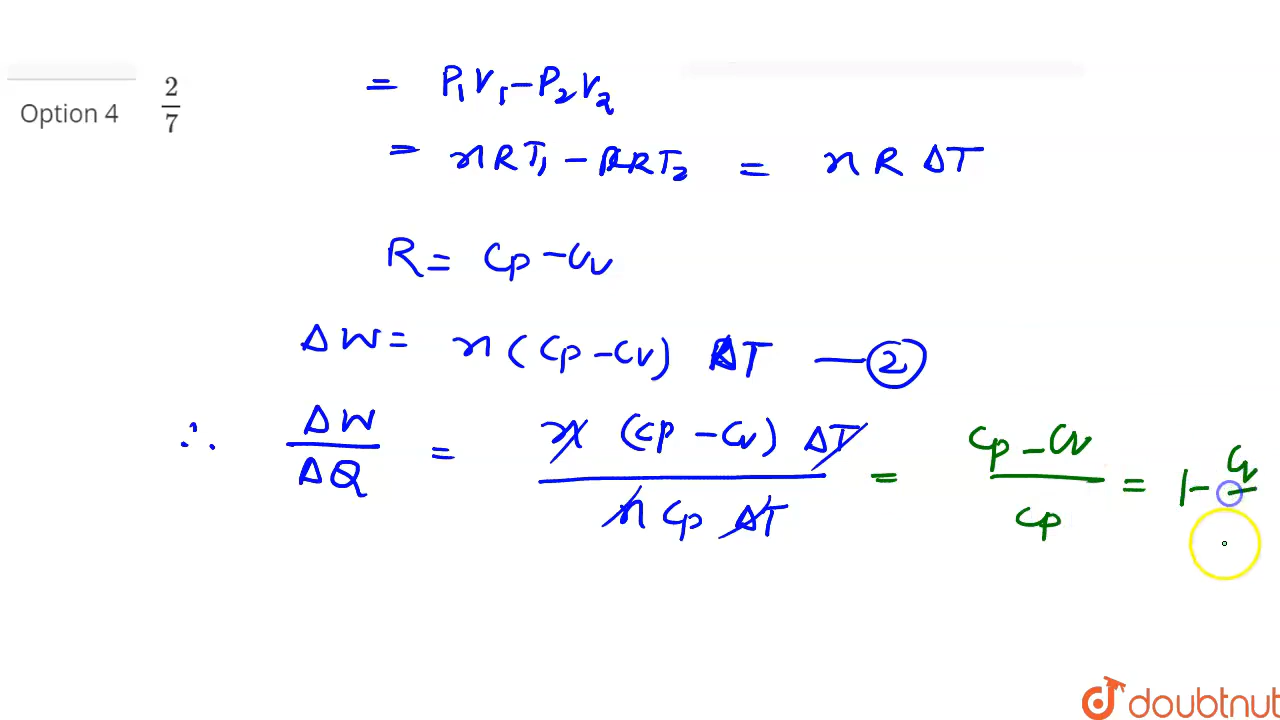 = P₁V₁ - P₂V₂
Option 4 2/7
= nRT₁ - nRT₂ = nRΔT
R = Cp - Cv
ΔW = n(Cp - Cv) ΔT — ②
∴ ΔW/ΔQ = n(Cp - Cv) ΔT / n Cp ΔT = Cp - Cv / Cp = 1 - Cv/
doubtnut